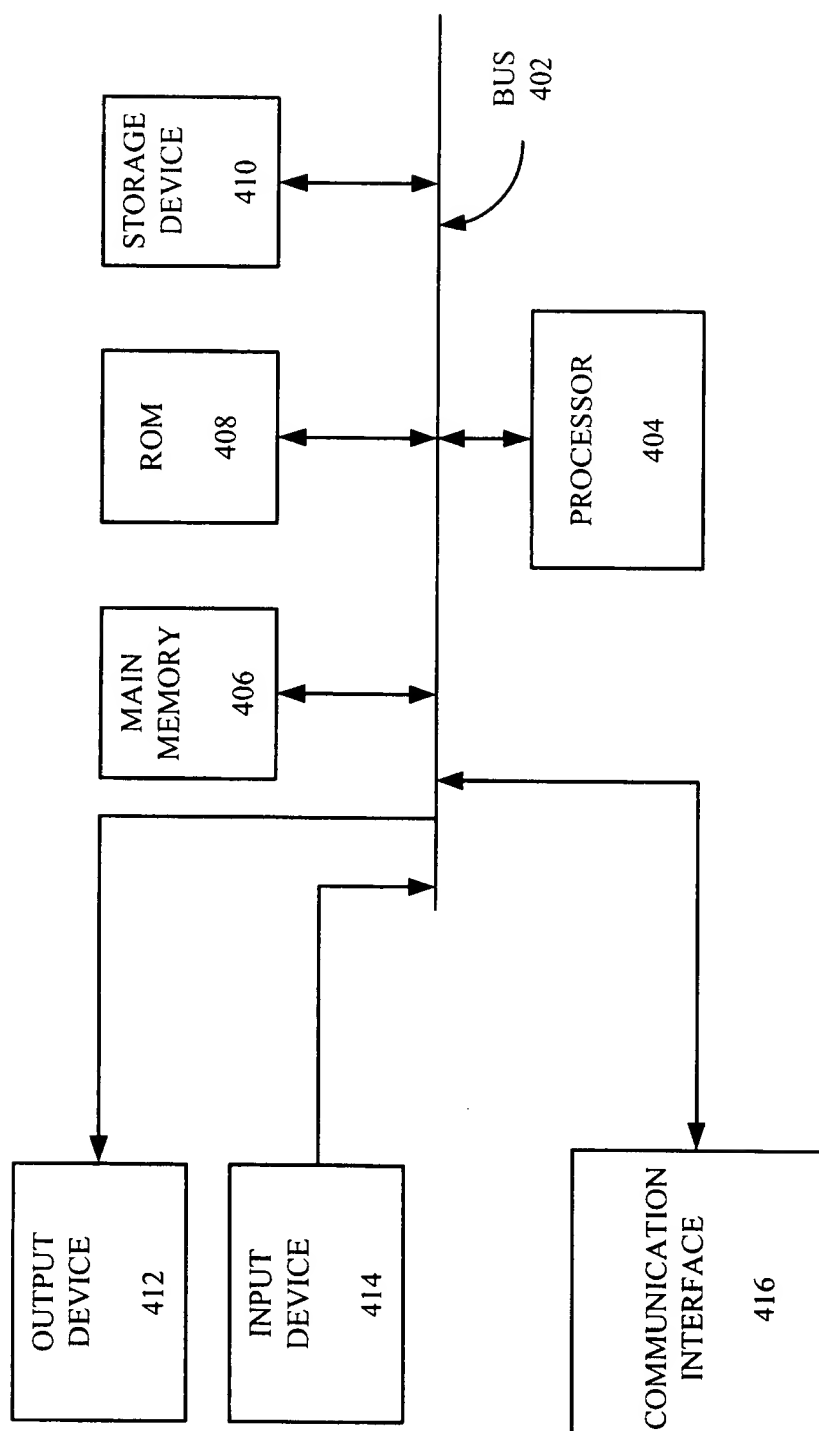 STORAGE
DEVICE
410
ROM
408
MAIN
MEMORY
406
BUS
402
PROCESSOR
404
OUTPUT
DEVICE
412
INPUT
DEVICE
414
COMMUNICATION
INTERFACE
416